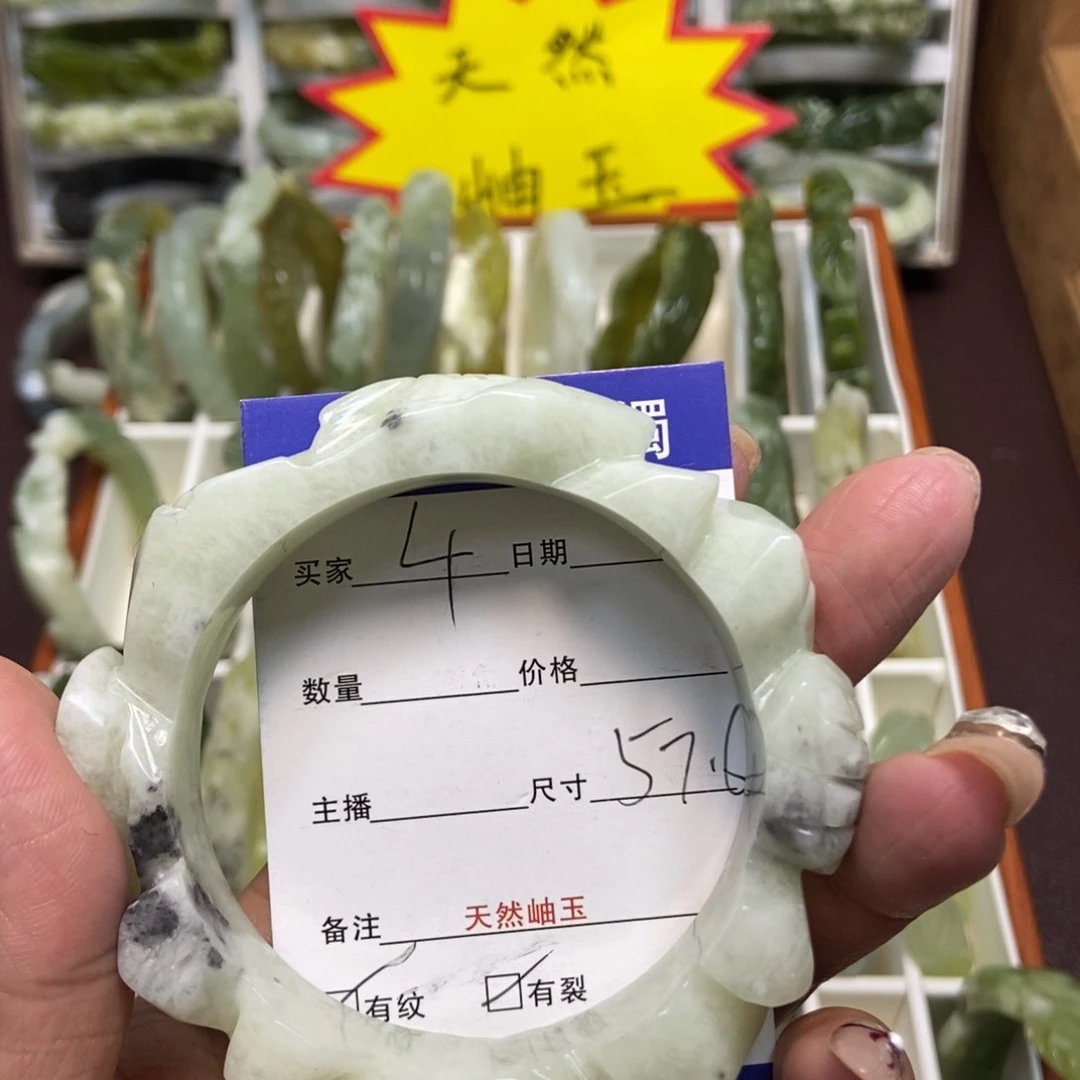 天然
岫玉
镯
买家 4 日期
数量 价格
主播 尺寸 57.
备注 天然岫玉
有纹 有裂